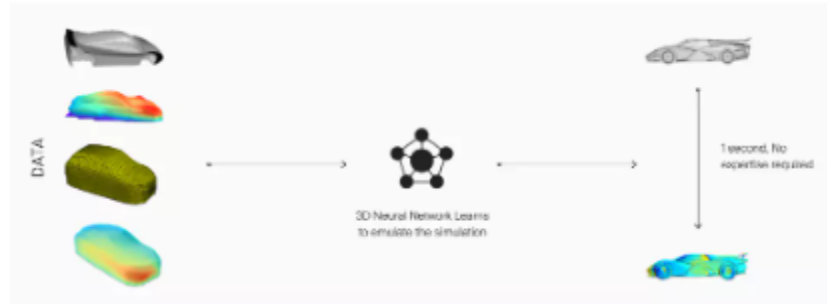 DATA
3D Neural Network Learns
to emulate the simulation
1 second, No
expertise required